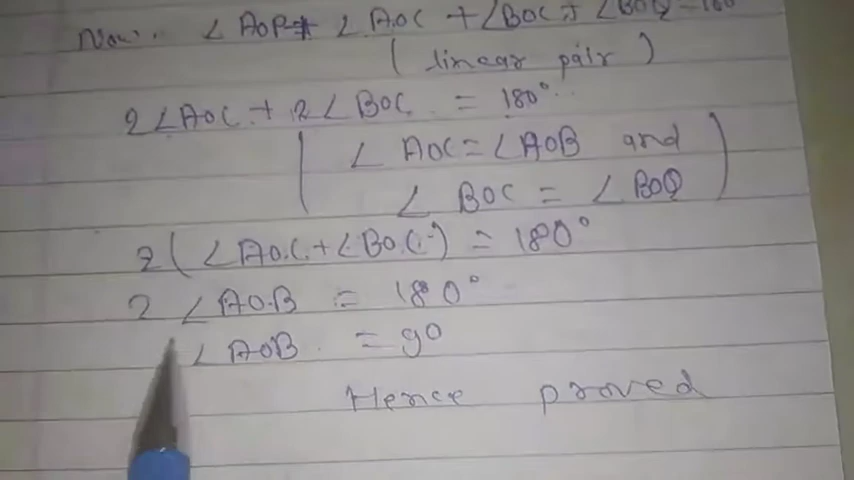 Now. ∠AOP + ∠AOC + ∠BOC + ∠BOQ = 180
(linear pair)
2∠AOC + 2∠BOC = 180°
(∠AOC = ∠AOB and
∠BOC = ∠BOQ)
2(∠AOC + ∠BOC) = 180°
2 ∠AOB = 180°
∠AOB = 90
Hence proved